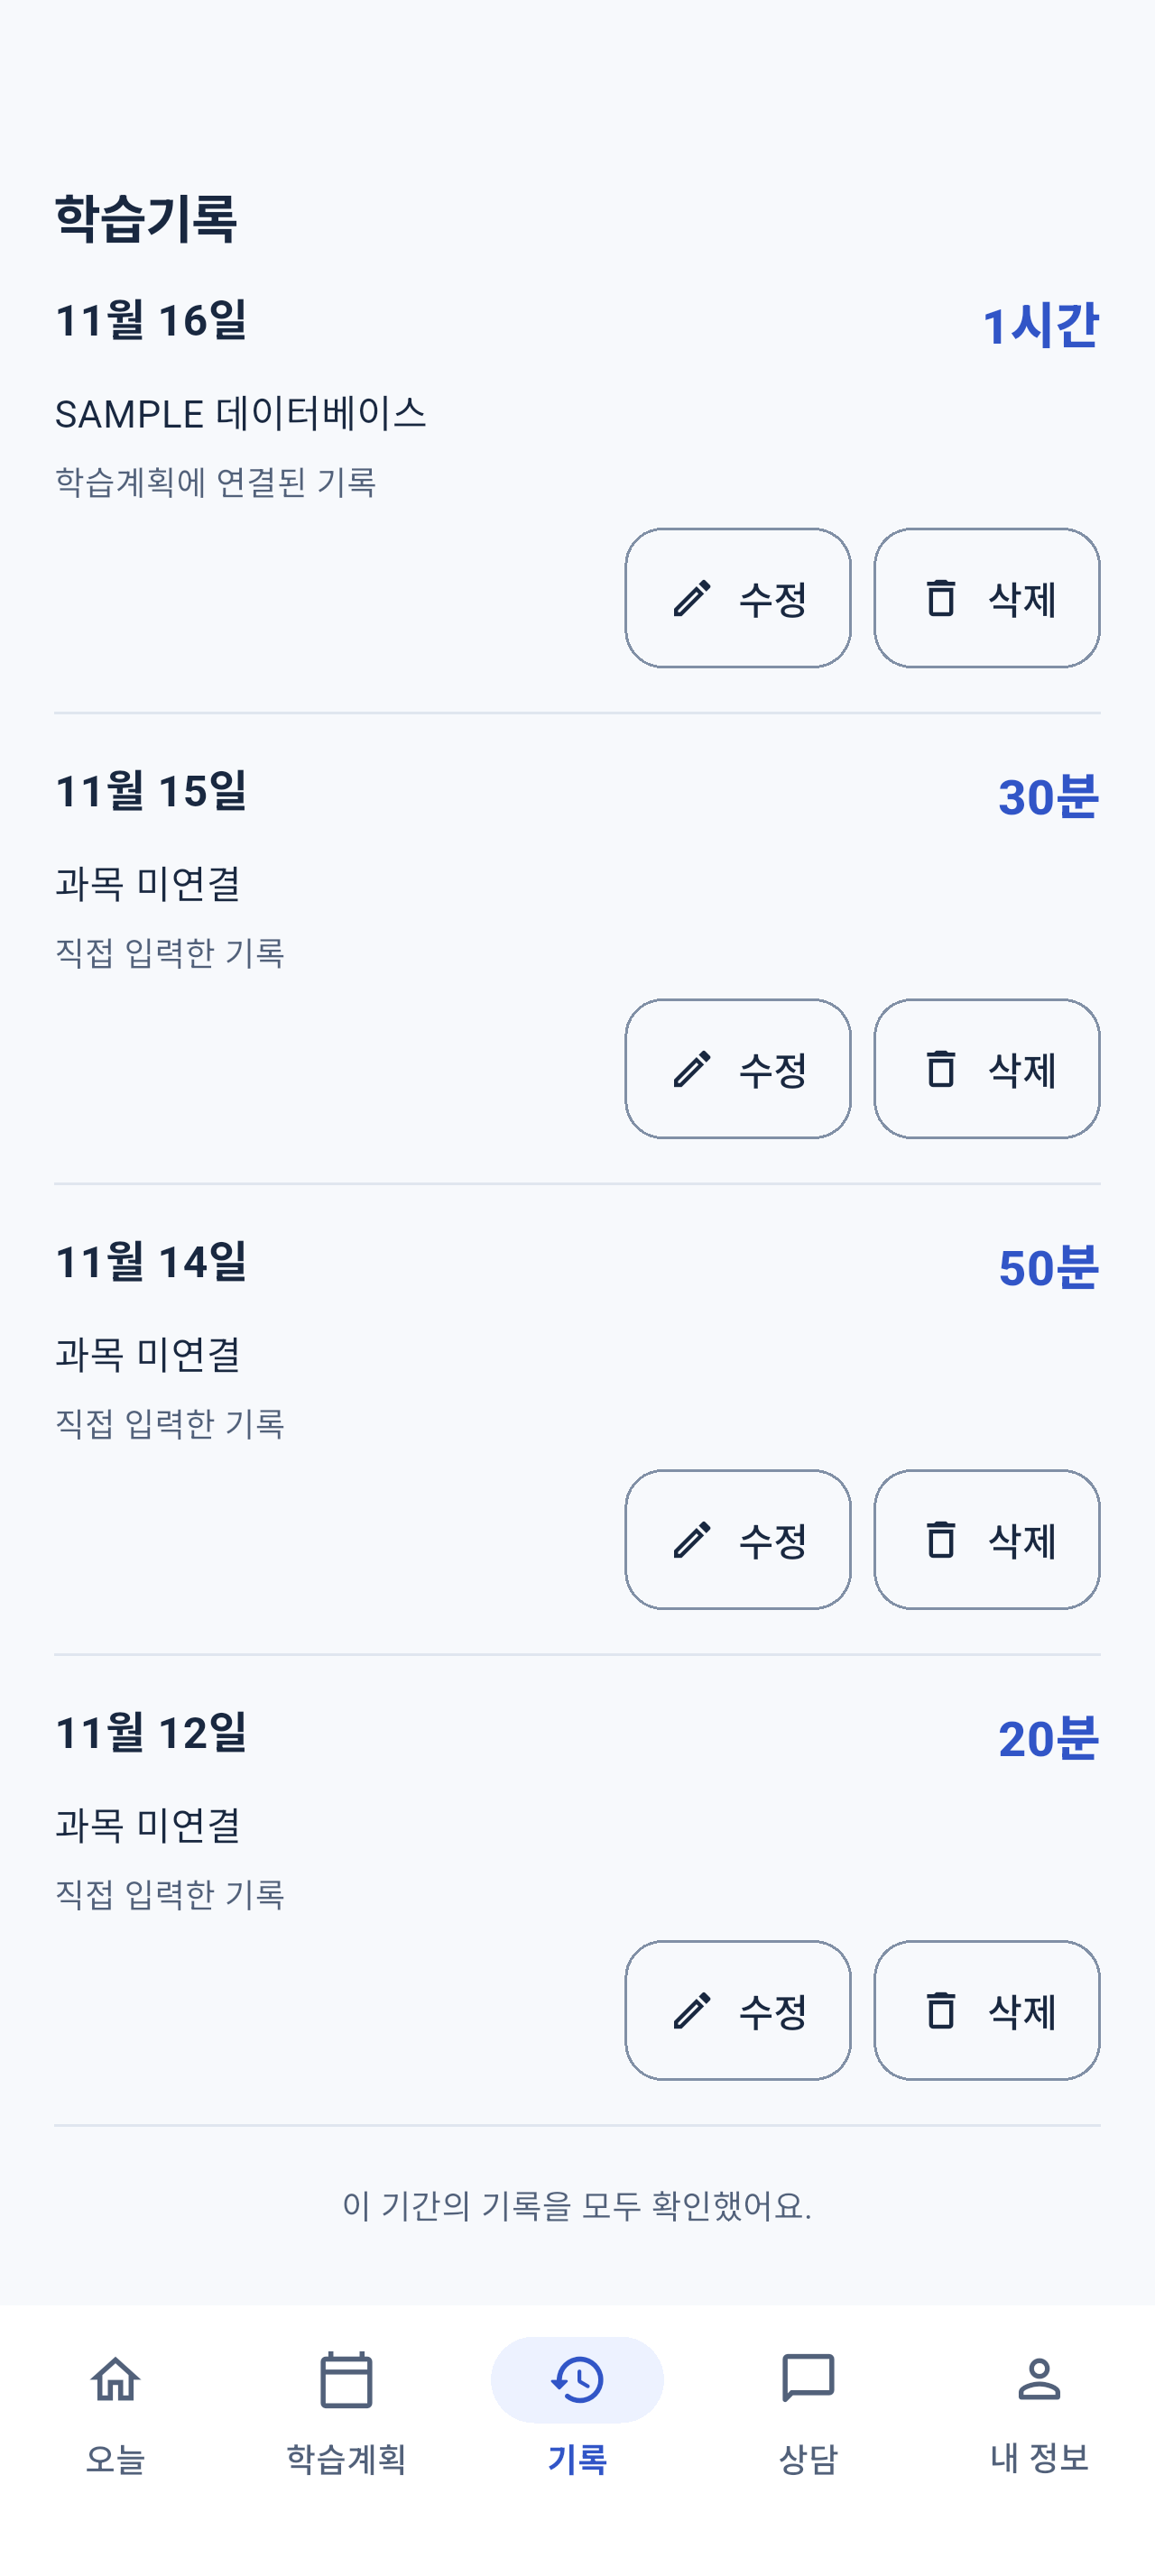 학습기록
11월 16일
1시간
SAMPLE 데이터베이스
학습계획에 연결된 기록
수정
삭제
11월 15일
30분
과목 미연결
직접 입력한 기록
수정
삭제
11월 14일
50분
과목 미연결
직접 입력한 기록
수정
삭제
11월 12일
20분
과목 미연결
직접 입력한 기록
수정
삭제
이 기간의 기록을 모두 확인했어요.
오늘
학습계획
기록
상담
내 정보